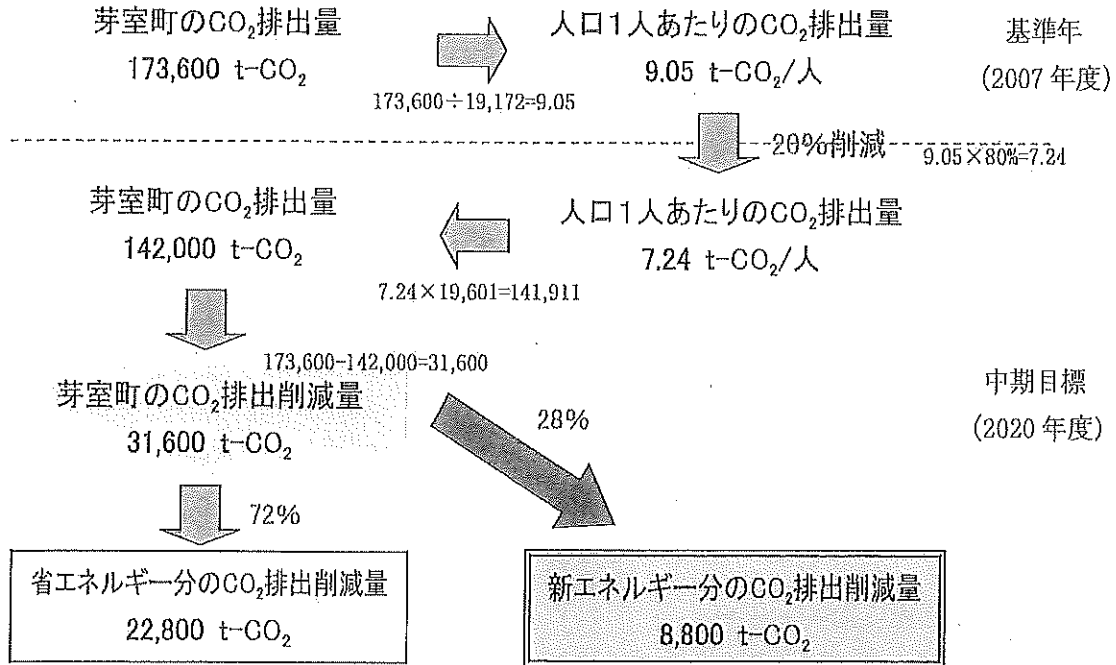 芽室町のCO₂排出量
173,600 t-CO₂
173,600÷19,172=9.05
人口1人あたりのCO₂排出量
9.05 t-CO₂/人
基準年
(2007年度)
20%削減
9.05×80%=7.24
芽室町のCO₂排出量
142,000 t-CO₂
7.24×19,601=141,911
人口1人あたりのCO₂排出量
7.24 t-CO₂/人
173,600-142,000=31,600
芽室町のCO₂排出削減量
31,600 t-CO₂
28%
中期目標
(2020年度)
72%
省エネルギー分のCO₂排出削減量
22,800 t-CO₂
新エネルギー分のCO₂排出削減量
8,800 t-CO₂